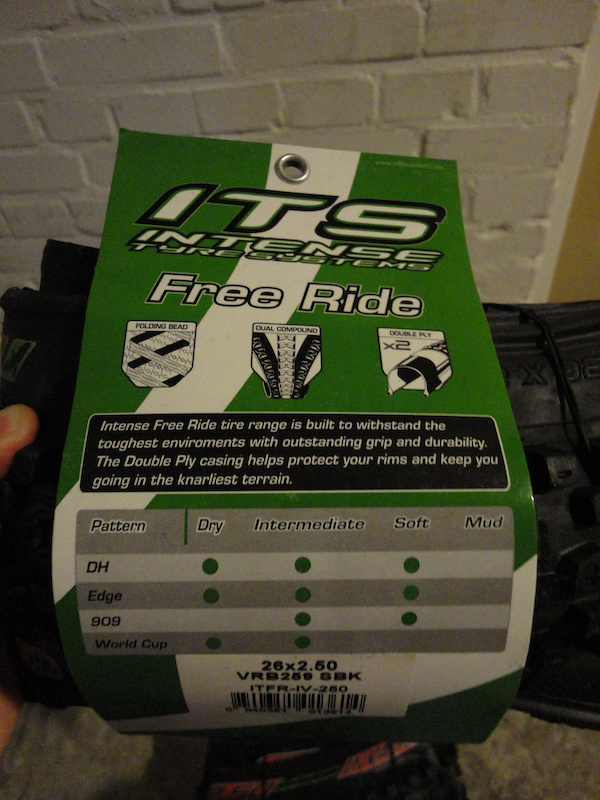 ITS
INTENSE
TYRE SYSTEMS
Free Ride
FOLDING BEAD
DUAL COMPOUND
DOUBLE PLY
x2
Intense Free Ride tire range is built to withstand the
toughest enviroments with outstanding grip and durability.
The Double Ply casing helps protect your rims and keep you
going in the knarliest terrain.
Pattern Dry Intermediate Soft Mud
DH
Edge
909
World Cup
26x2.50
VRB259 SBK
ITFR-IV-250